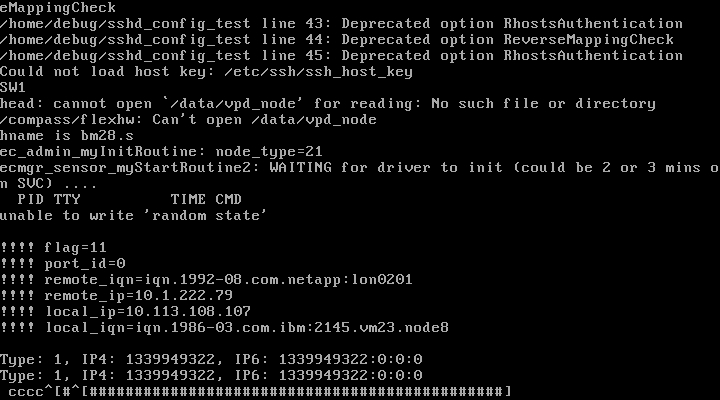 eMappingCheck
/home/debug/sshd_config_test line 43: Deprecated option RhostsAuthentication
/home/debug/sshd_config_test line 44: Deprecated option ReverseMappingCheck
/home/debug/sshd_config_test line 45: Deprecated option RhostsAuthentication
Could not load host key: /etc/ssh/ssh_host_key
SW1
head: cannot open `/data/vpd_node' for reading: No such file or directory
/compass/flexhw: Can't open /data/vpd_node
hname is bm28.s
ec_admin_myInitRoutine: node_type=21
ecmgr_sensor_myStartRoutine2: WAITING for driver to init (could be 2 or 3 mins o
n SVC) ....
  PID TTY          TIME CMD
unable to write 'random state'

!!!! flag=11
!!!! port_id=0
!!!! remote_iqn=iqn.1992-08.com.netapp:lon0201
!!!! remote_ip=10.1.222.79
!!!! local_ip=10.113.108.107
!!!! local_iqn=iqn.1986-03.com.ibm:2145.vm23.node8

Type: 1, IP4: 1339949322, IP6: 1339949322:0:0:0
Type: 1, IP4: 1339949322, IP6: 1339949322:0:0:0
 cccc^[#^[##############################################]